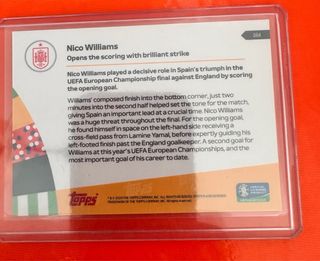 264
Nico Williams
Opens the scoring with brilliant strike
Nico Williams played a decisive role in Spain's triumph in the
UEFA European Championship final against England by scoring
the opening goal.
Williams' composed finish into the bottom corner, just two
minutes into the second half helped set the tone for the match,
giving Spain an important lead at a crucial time. Nico Williams
was a huge threat throughout the final. For the opening goal,
he found himself in space on the left-hand side receiving a
cross-field pass from Lamine Yamal, before expertly guiding his
left-footed finish past the England goalkeeper. A second goal for
Williams at this year's UEFA European Championships, and the
most important goal of his career to date.
Topps